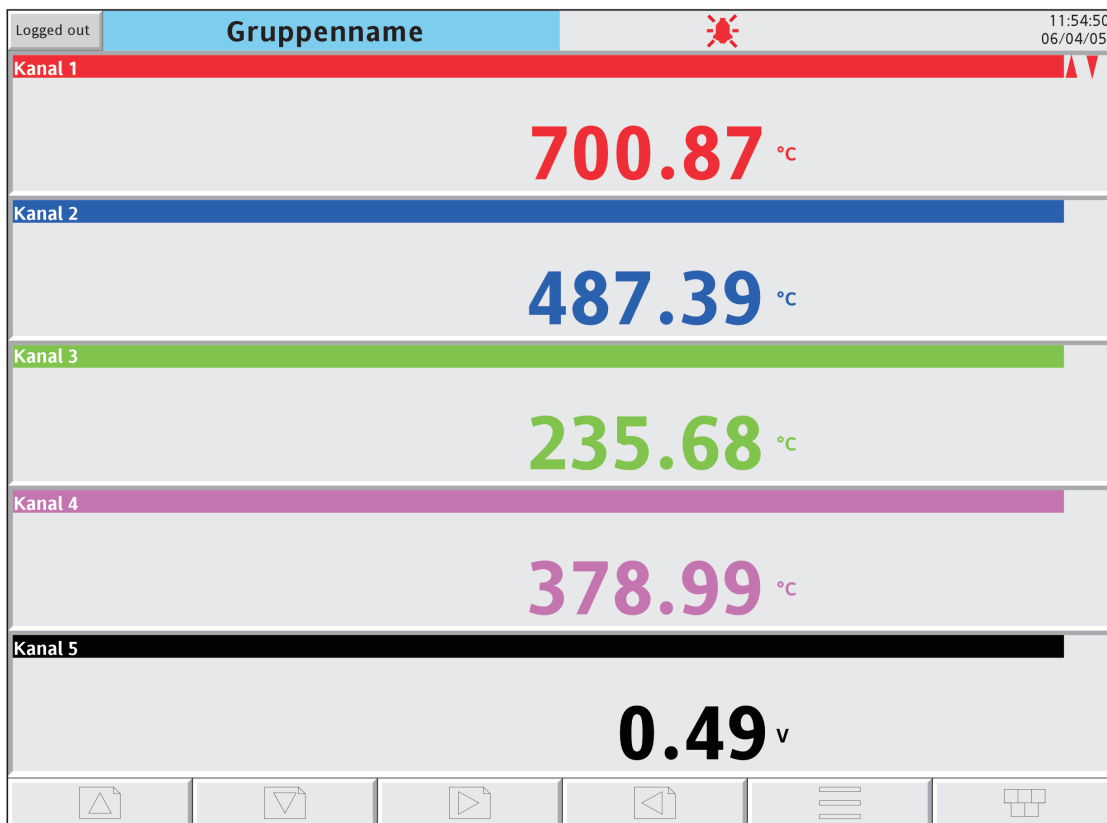 Logged out
Gruppenname
11:54:50
06/04/05
Kanal 1
700.87 °C
Kanal 2
487.39 °C
Kanal 3
235.68 °C
Kanal 4
378.99 °C
Kanal 5
0.49 V